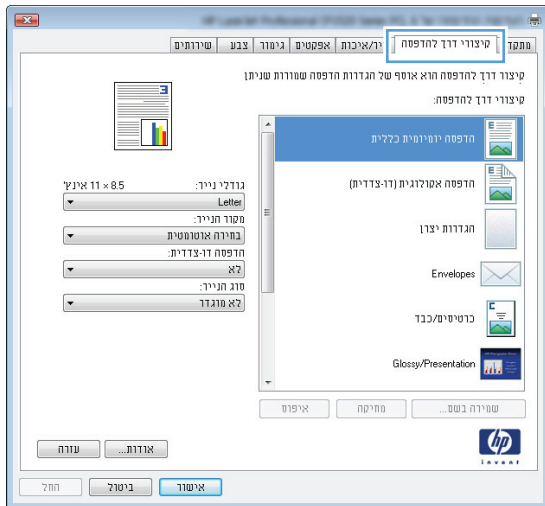 מתקד
קיצורי דרך להדפסה
יר/איכות
אפקטים
גימור
צבע
שירותים
קיצור דרך להדפסה הוא אוסף של הגדרות הדפסה שמורות שניתן
קיצורי דרך להדפסה:
הדפסה יומיומית כללית
הדפסה אקולוגית (דו-צדדית)
הגדרות יצרן
Envelopes
כרטיסים/כבד
Glossy/Presentation
שמירה בשם...
מחיקה
איפוס
גודלי נייר:
8.5 × 11 אינץ'
Letter
מקור הנייר:
בחירה אוטומטית
הדפסה דו-צדדית:
לא
סוג הנייר:
לא מוגדר
hp
invent
אודות...
עזרה
אישור
ביטול
החל